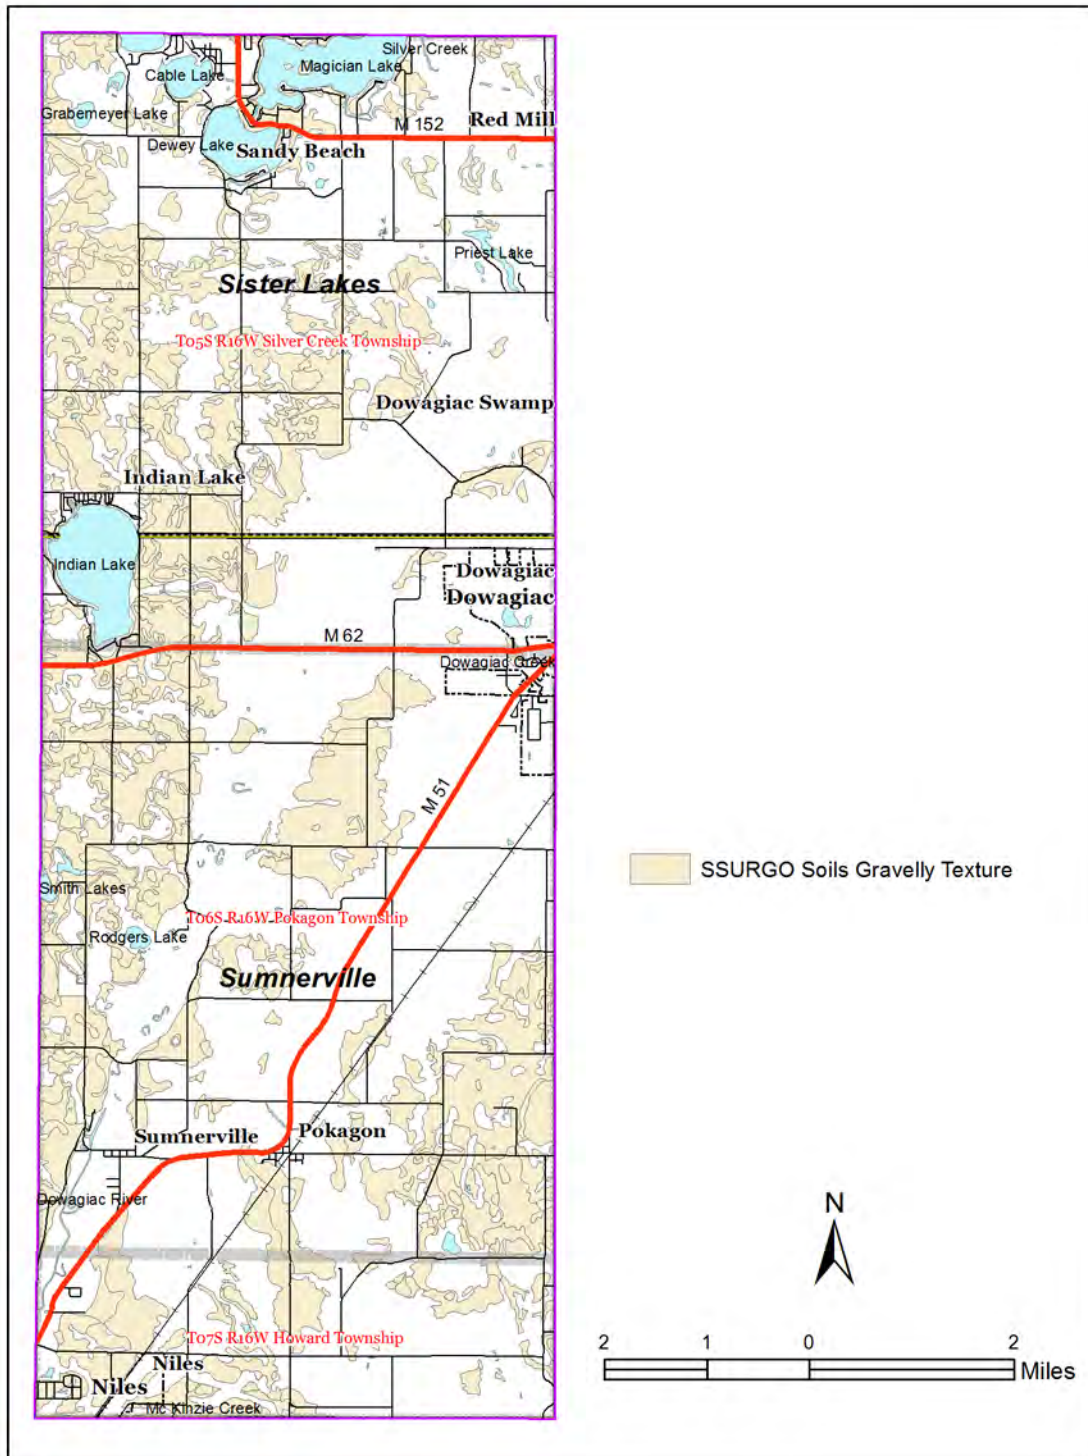 Silver Creek
Magician Lake
Cable Lake
Grabemeyer Lake
M 152
Red Mill
Dewey Lake
Sandy Beach
Priest Lake
Sister Lakes
T05S R16W Silver Creek Township
Dowagiac Swamp
Indian Lake
Indian Lake
Dowagiac
Dowagiac
M 62
Dowagiac Creek
M 51
SSURGO Soils Gravelly Texture
Smith Lakes
T06S R16W Pokagon Township
Rodgers Lake
Sumnerville
Sumnerville
Pokagon
Dowagiac River
N
T07S R16W Howard Township
2 1 0 2
Miles
Niles
Niles
Mc Kinzie Creek